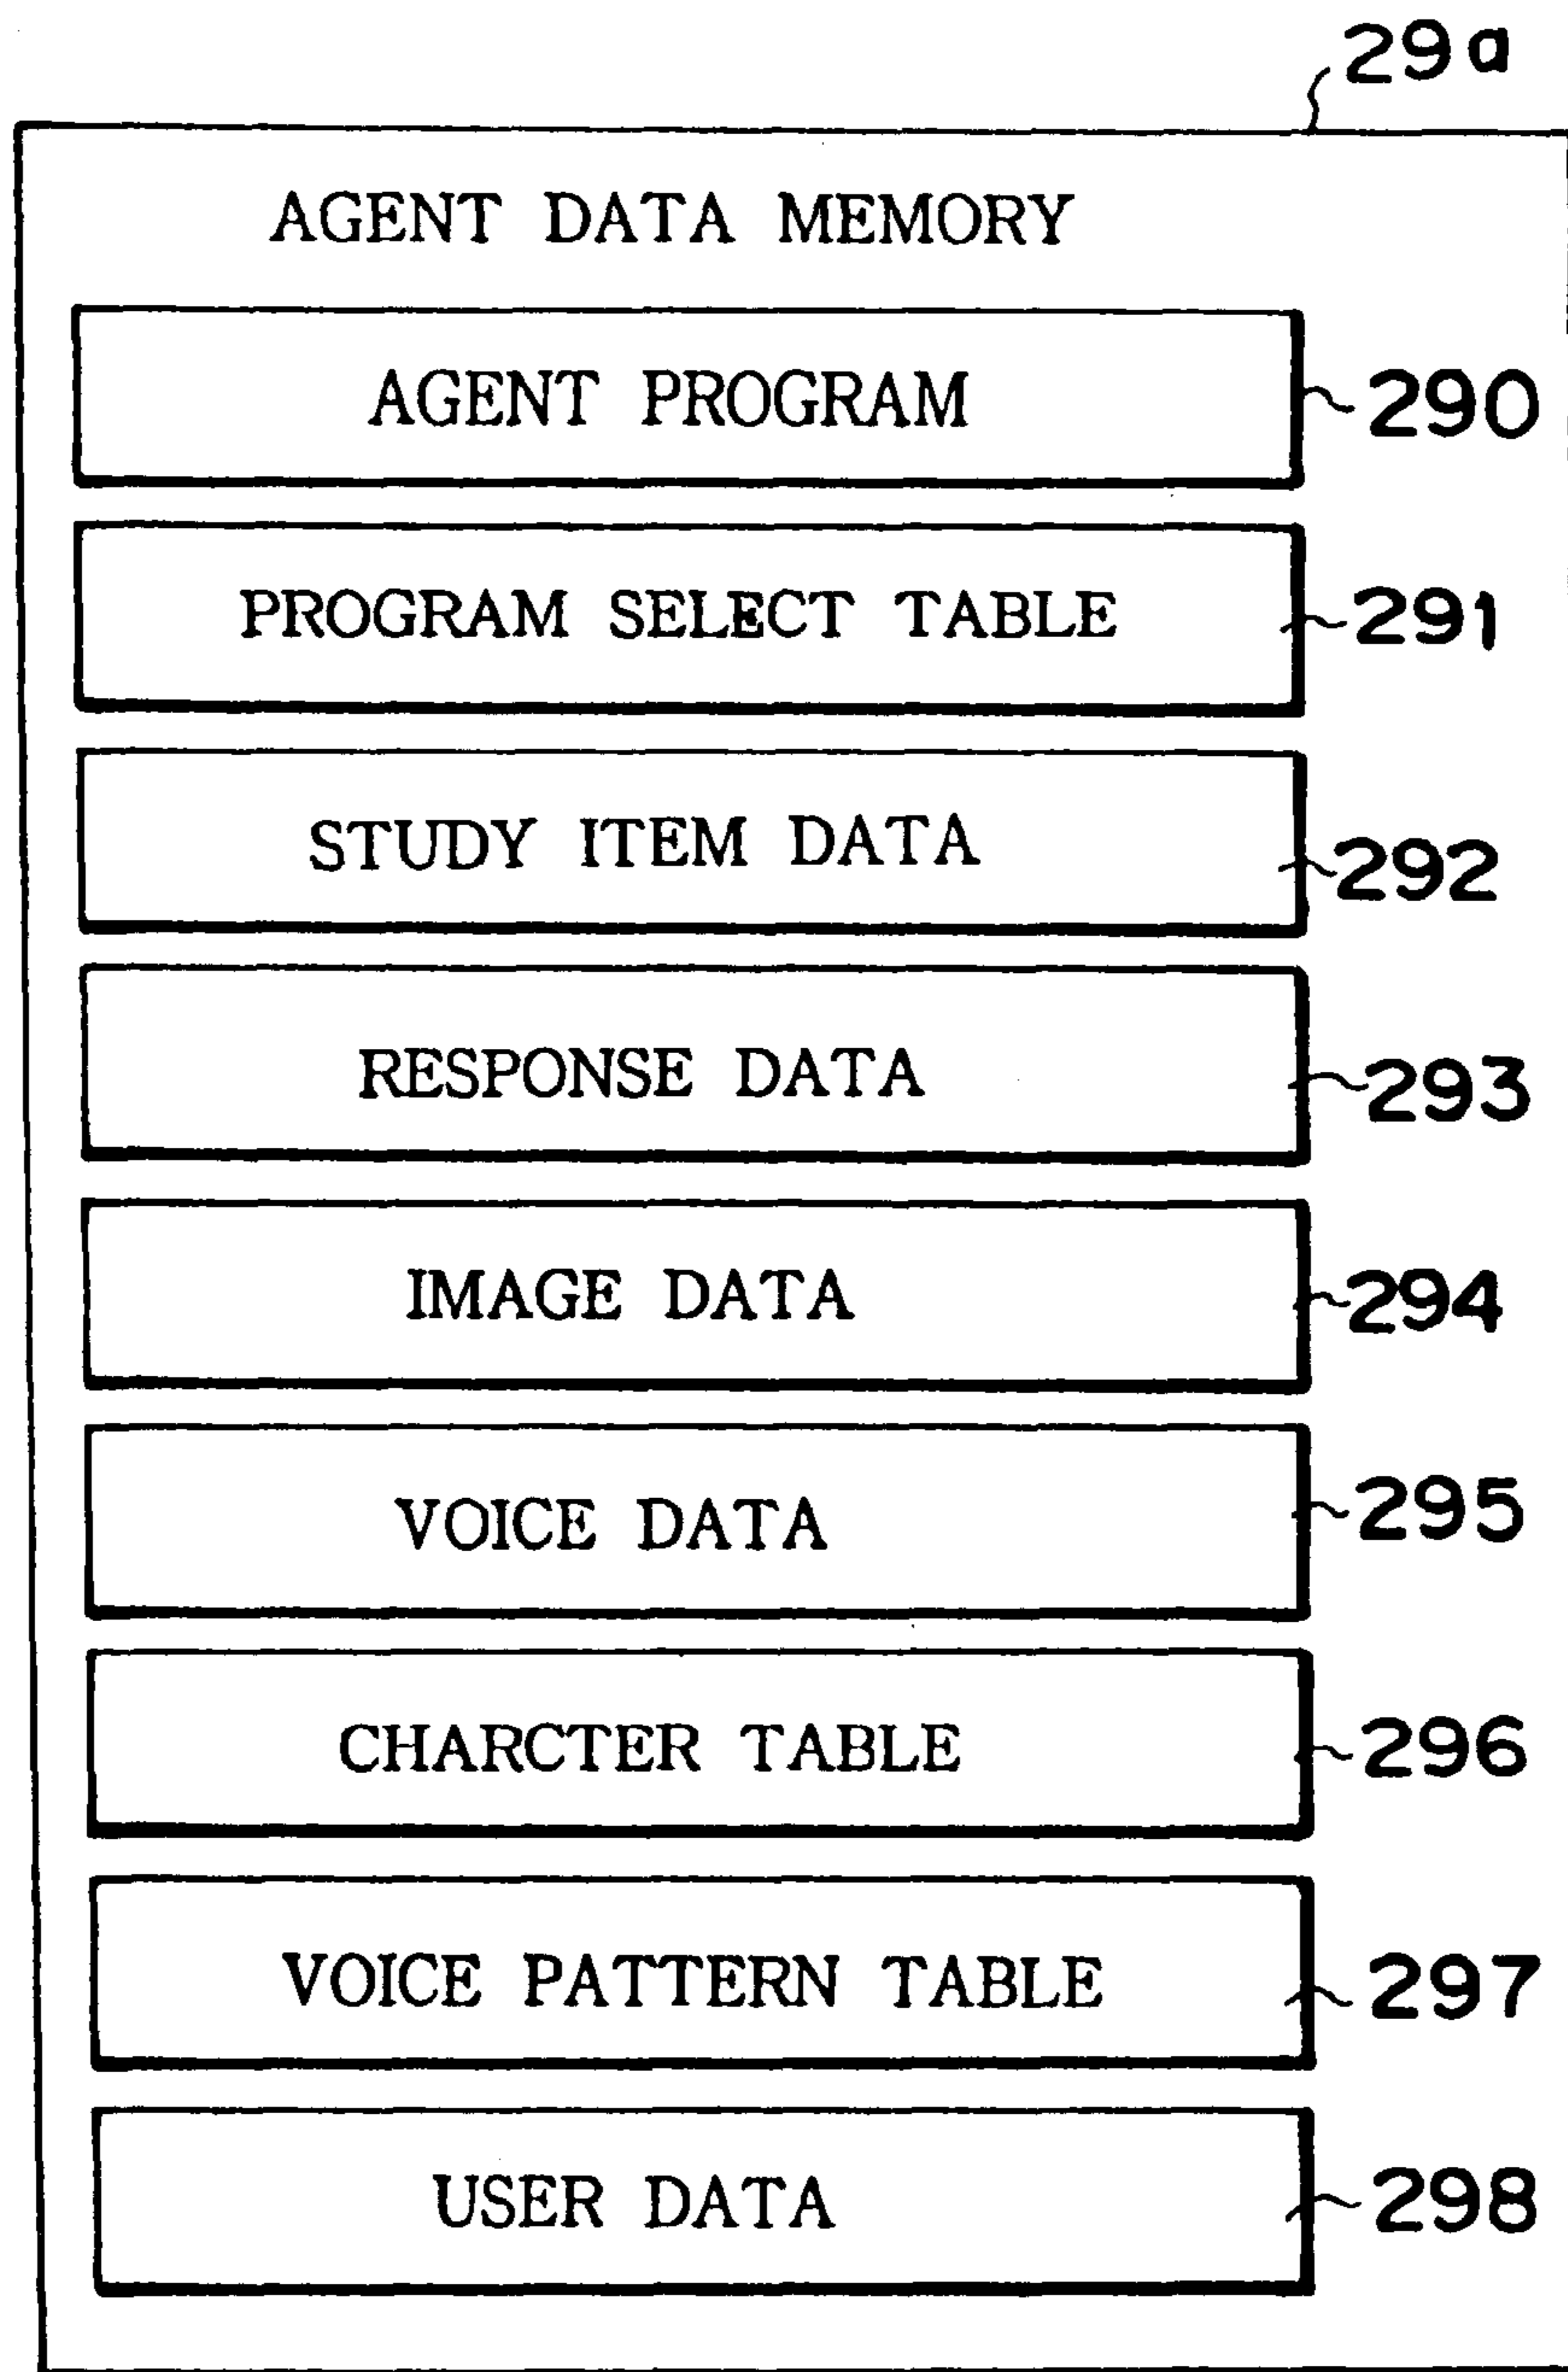 29a
AGENT DATA MEMORY
AGENT PROGRAM 290
PROGRAM SELECT TABLE 291
STUDY ITEM DATA 292
RESPONSE DATA 293
IMAGE DATA 294
VOICE DATA 295
CHARCTER TABLE 296
VOICE PATTERN TABLE 297
USER DATA 298